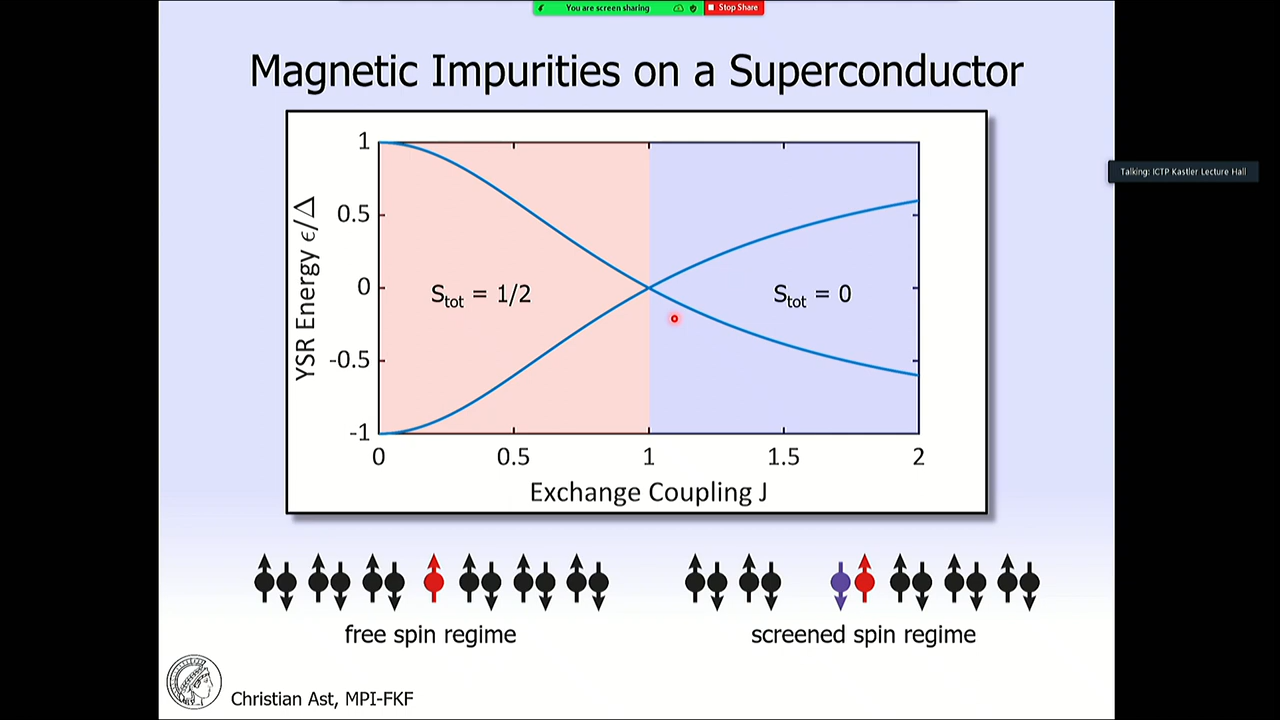 You are screen sharing
Stop Share
Magnetic Impurities on a Superconductor
Talking: ICTP Kastler Lecture Hall
1
0.5
0
-0.5
-1
YSR Energy ϵ/Δ
S_tot = 1/2
S_tot = 0
0 0.5 1 1.5 2
Exchange Coupling J
free spin regime
screened spin regime
Christian Ast, MPI-FKF